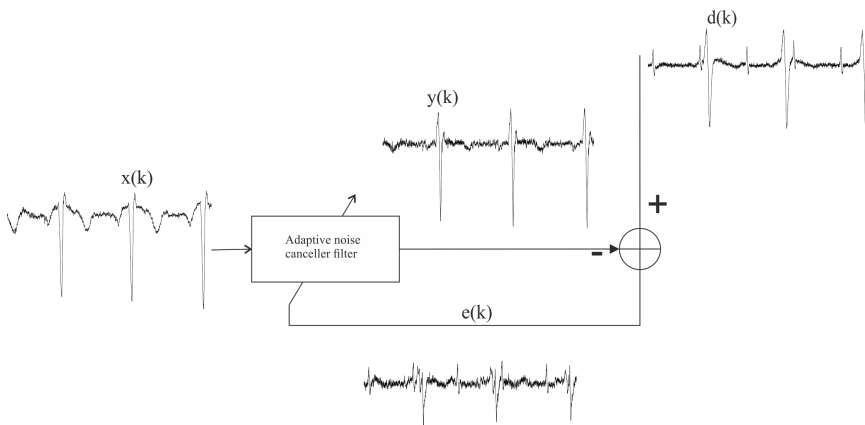 d(k)
y(k)
x(k)
+
Adaptive noise
canceller filter
-
e(k)